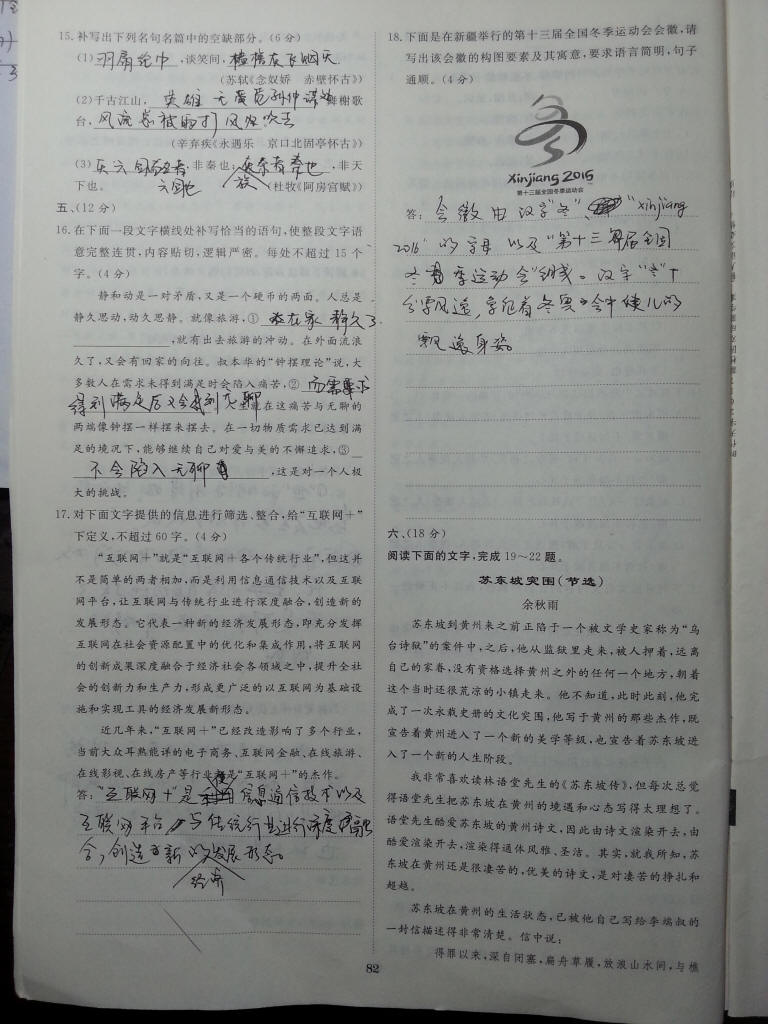 15.补写出下列名句名篇中的空缺部分。(6分)
(1) 羽扇纶中,谈笑间,樯橹灰飞烟灭
(苏轼《念奴娇 赤壁怀古》)
(2)千古江山, 英雄无觅孙仲谋处 舞榭歌
台, 风流总被雨打风吹去
(辛弃疾《永遇乐 京口北固亭怀古》)
(3) 灭六国者,非秦也;族秦者秦也,非天
下也。 六国也 族 (杜牧《阿房宫赋》)
五、(12分)
16.在下面一段文字横线处补写恰当的语句,使整段文字语
意完整连贯,内容贴切,逻辑严密。每处不超过15个
字。(4分)
静和动是一对矛盾,又是一个硬币的两面。人总是
静久思动,动久思静。就像旅游,① 在家静久了
,就有出去旅游的冲动。在外面流浪
久了,又会有回家的向往。叔本华的“钟摆理论”说,大
多数人在需求未得到满足时会陷入痛苦,② 而需求
得到满足后又会感到无聊
在这痛苦与无聊的
两端像钟摆一样摆来摆去。在一切物质需求已达到满
足的境况下,能够继续自己对爱与美的不懈追求,③
不会陷入无聊 ,这是对一个人极
大的挑战。
17.对下面文字提供的信息进行筛选、整合,给“互联网+”
下定义,不超过60字。(4分)
“互联网+”就是“互联网+各个传统行业”,但这并
不是简单的两者相加,而是利用信息通信技术以及互联
网平台,让互联网与传统行业进行深度融合,创造新的
发展形态。它代表一种新的经济发展形态,即充分发挥
互联网在社会资源配置中的优化和集成作用,将互联网
的创新成果深度融合于经济社会各领域之中,提升全社
会的创新力和生产力,形成更广泛的以互联网为基础设
施和实现工具的经济发展新形态。
近几年来,“互联网+”已经改造影响了多个行业,
当前大众耳熟能详的电子商务、互联网金融、在线旅游、
在线影视、在线房产等行业都是“互联网+”的杰作。
答:“互联网+”是利用信息通信技术以及
互联网平台与传统行业进行深度融
合,创造新的发展形态。
经济
82
18.下面是在新疆举行的第十三届全国冬季运动会会徽,请
写出该会徽的构图要素及其寓意,要求语言简明,句子
通顺。(4分)
Xinjiang 2016
第十三届全国冬季运动会
答: 会徽由汉字“冬”、“xinjiang
2016”的字母以及“第十三届全国
冬季运动会”组成。汉字“冬”十
分飘逸,象征着冬奥会中健儿的
飘逸身姿
六、(18分)
阅读下面的文字,完成19~22题。
苏东坡突围(节选)
余秋雨
苏东坡到黄州来之前正陷于一个被文学史家称为“乌
台诗狱”的案件中,之后,他从监狱里走来,被人押着,远离
自己的家眷,没有资格选择黄州之外的任何一个地方,朝着
这个当时还很荒凉的小镇走来。他不知道,此时此刻,他完
成了一次永载史册的文化突围,他写于黄州的那些杰作,既
宣告着黄州进入了一个新的美学等级,也宣告着苏东坡进
入了一个新的人生阶段。
我非常喜欢读林语堂先生的《苏东坡传》,但每次总觉
得语堂先生把苏东坡在黄州的境遇和心态写得太理想了。
语堂先生酷爱苏东坡的黄州诗文,因此由诗文渲染开去,由
酷爱渲染开去,渲染得通体风雅、圣洁。其实,就我所知,苏
东坡在黄州还是很凄苦的,优美的诗文,是对凄苦的挣扎和
超越。
苏东坡在黄州的生活状态,已被他自己写给李端叔的
一封信描述得非常清楚。信中说:
得罪以来,深自闭塞,扁舟草履,放浪山水间,与樵